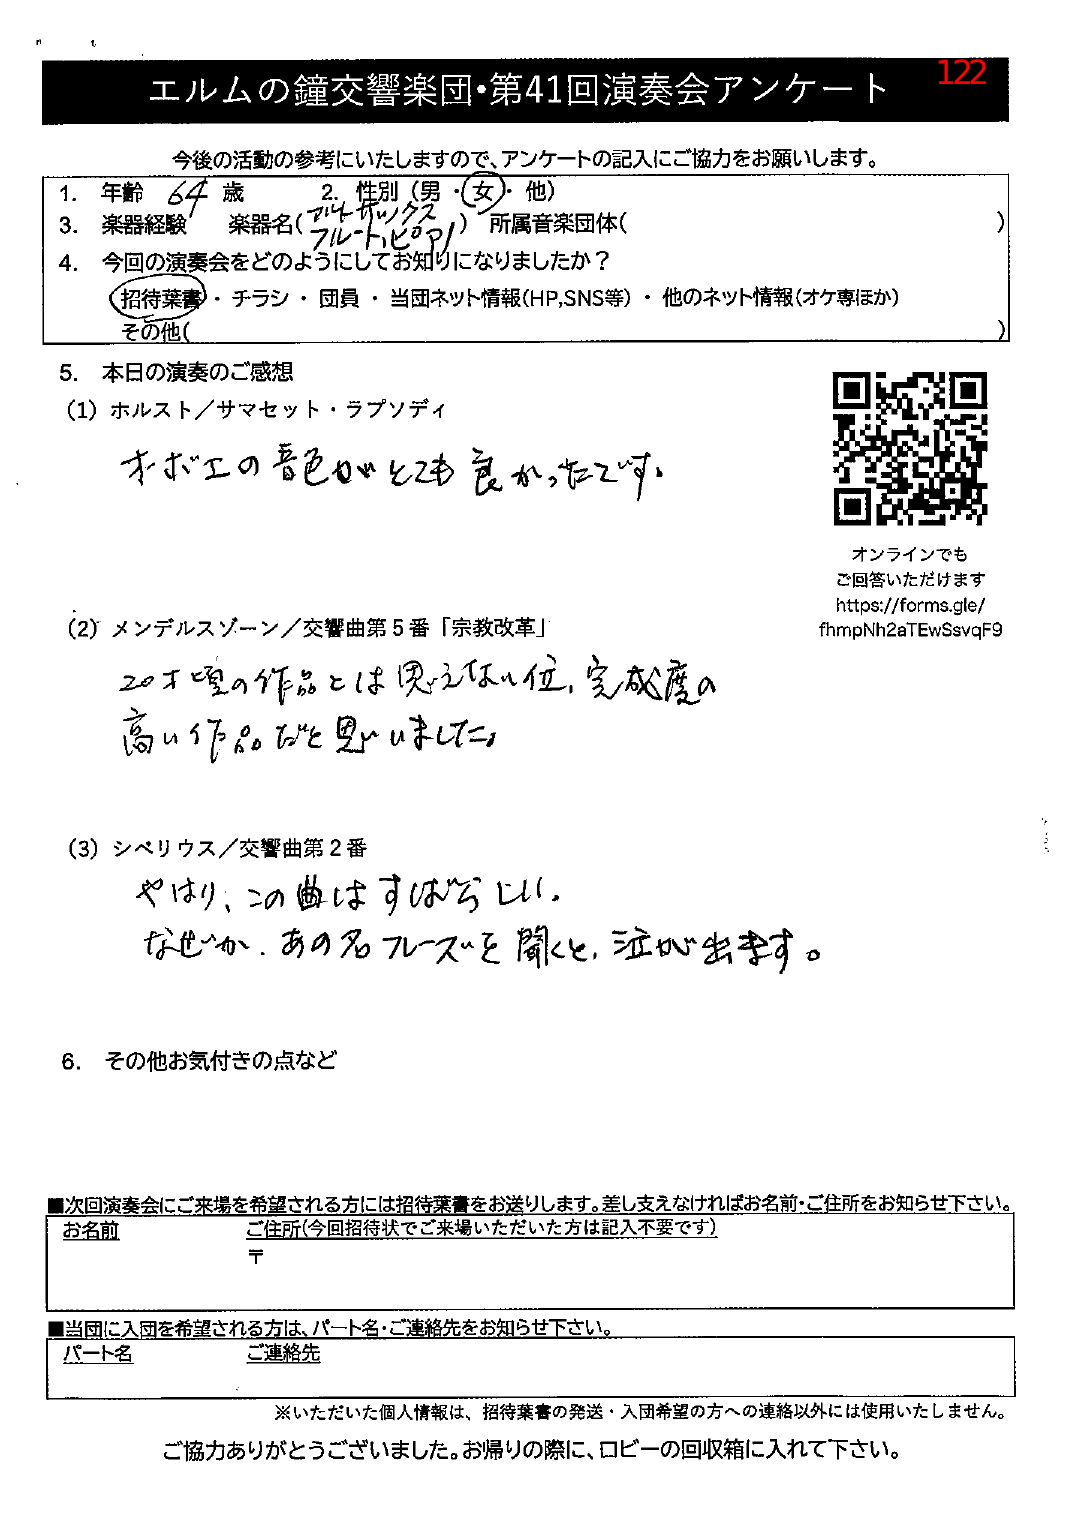 エルムの鐘交響楽団・第41回演奏会アンケート
122
今後の活動の参考にいたしますので、アンケートの記入にご協力をお願いします。
1. 年齢 64 歳 2. 性別 (男 ・ 女 ・ 他)
3. 楽器経験 楽器名(アルトサックス フルート、ピアノ) 所属音楽団体( )
4. 今回の演奏会をどのようにしてお知りになりましたか？
招待葉書 ・ チラシ ・ 団員 ・ 当団ネット情報(HP,SNS等) ・ 他のネット情報(オケ専ほか)
その他( )
5. 本日の演奏のご感想
(1) ホルスト／サマセット・ラプソディ
オーボエの音色がとても良かったです。
オンラインでも
ご回答いただけます
https://forms.gle/
fhmpNh2aTEwSsvqF9
(2) メンデルスゾーン／交響曲第５番「宗教改革」
20才頃の作品とは思えない位、完成度の
高い作品だと思いました。
(3) シベリウス／交響曲第２番
やはり、この曲はすばらしい。
なぜか、あの名フレーズを聞くと、泣が出ます。
6. その他お気付きの点など
■次回演奏会にご来場を希望される方には招待葉書をお送りします。差し支えなければお名前・ご住所をお知らせ下さい。
お名前 ご住所(今回招待状でご来場いただいた方は記入不要です)
〒
■当団に入団を希望される方は、パート名・ご連絡先をお知らせ下さい。
パート名 ご連絡先
※いただいた個人情報は、招待葉書の発送・入団希望の方への連絡以外には使用いたしません。
ご協力ありがとうございました。お帰りの際に、ロビーの回収箱に入れて下さい。